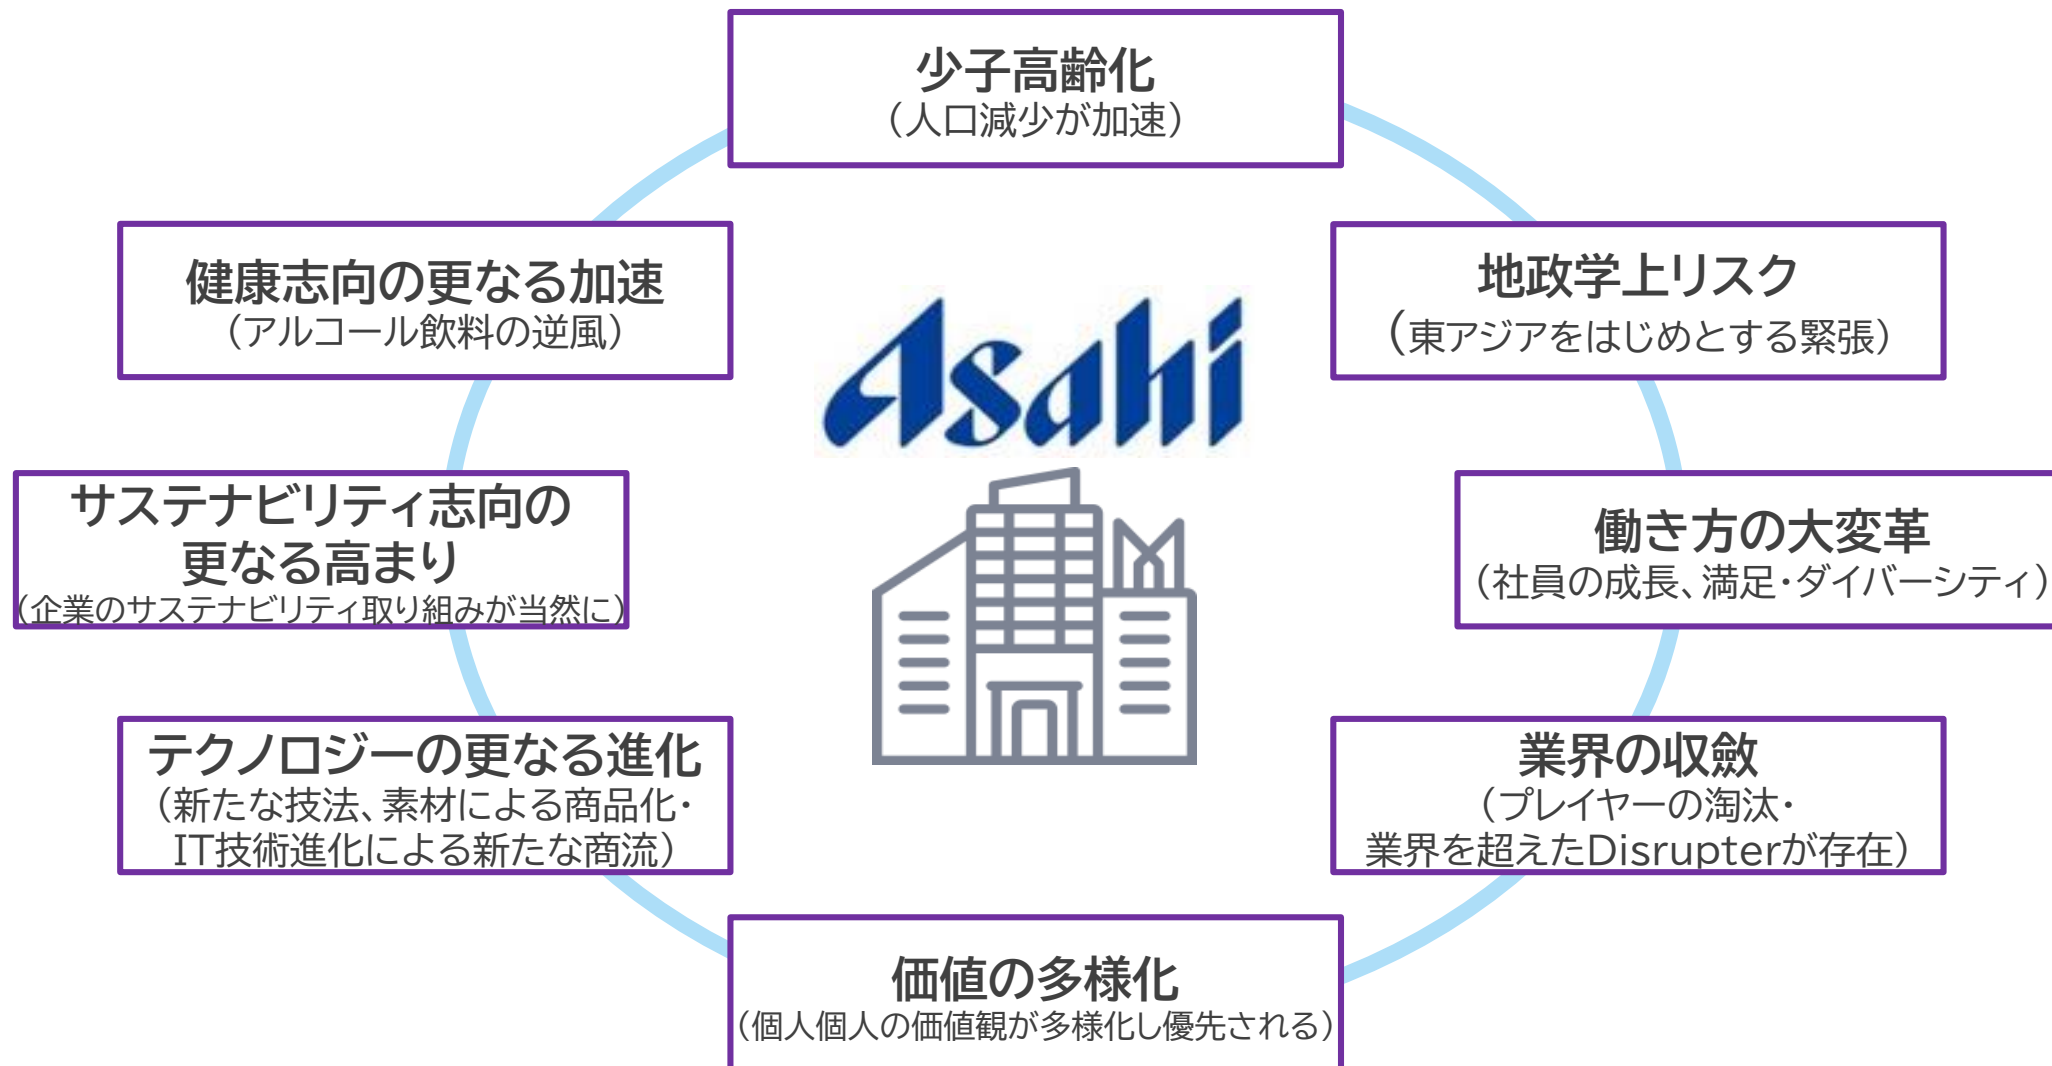 少子高齢化
（人口減少が加速）
健康志向の更なる加速
（アルコール飲料の逆風）
地政学上リスク
（東アジアをはじめとする緊張）
Asahi
サステナビリティ志向の
更なる高まり
（企業のサステナビリティ取り組みが当然に）
働き方の大変革
（社員の成長、満足・ダイバーシティ）
テクノロジーの更なる進化
（新たな技法、素材による商品化・
IT技術進化による新たな商流）
業界の収斂
（プレイヤーの淘汰・
業界を超えたDisrupterが存在）
価値の多様化
（個人個人の価値観が多様化し優先される）